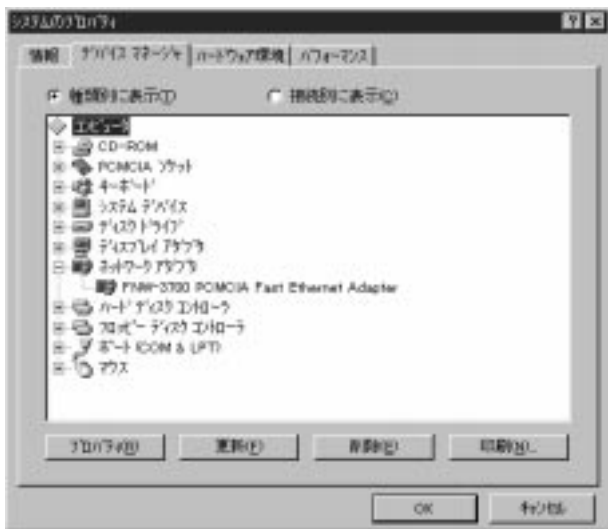 システムのプロパティ
情報 デバイス マネージャ ハードウェア環境 パフォーマンス
種類別に表示(T) 接続別に表示(C)
コンピュータ
CD-ROM
PCMCIA ソケット
キーボード
システム デバイス
ディスク ドライブ
ディスプレイ アダプタ
ネットワーク アダプタ
FNW-3700 PCMCIA Fast Ethernet Adapter
ハード ディスク コントローラ
フロッピー ディスク コントローラ
ポート (COM & LPT)
マウス
プロパティ(R) 更新(F) 削除(E) 印刷(N)...
OK キャンセル